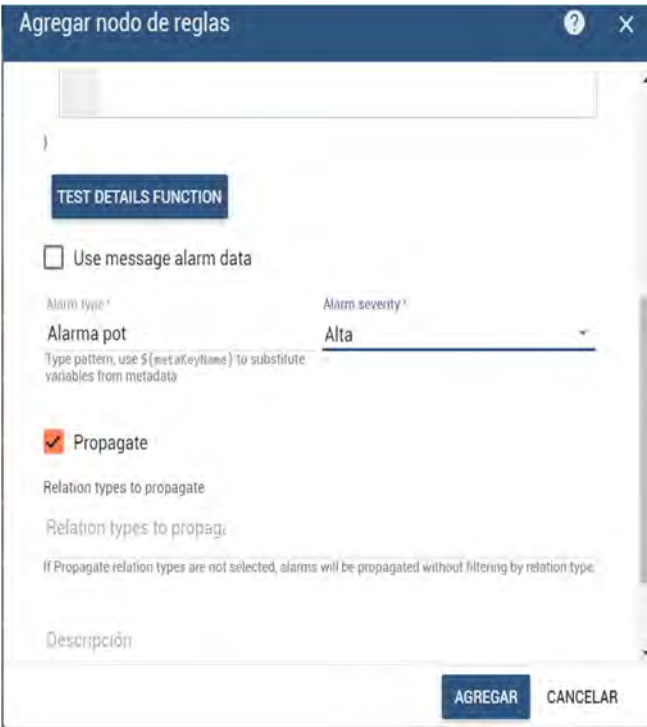 Agregar nodo de reglas
}
TEST DETAILS FUNCTION
Use message alarm data
Alarm type *
Alarm severity *
Alarma pot
Alta
Type pattern, use ${metaKeyName} to substitute
variables from metadata
Propagate
Relation types to propagate
Relation types to propaga
If Propagate relation types are not selected, alarms will be propagated without filtering by relation type.
Descripción
AGREGAR
CANCELAR